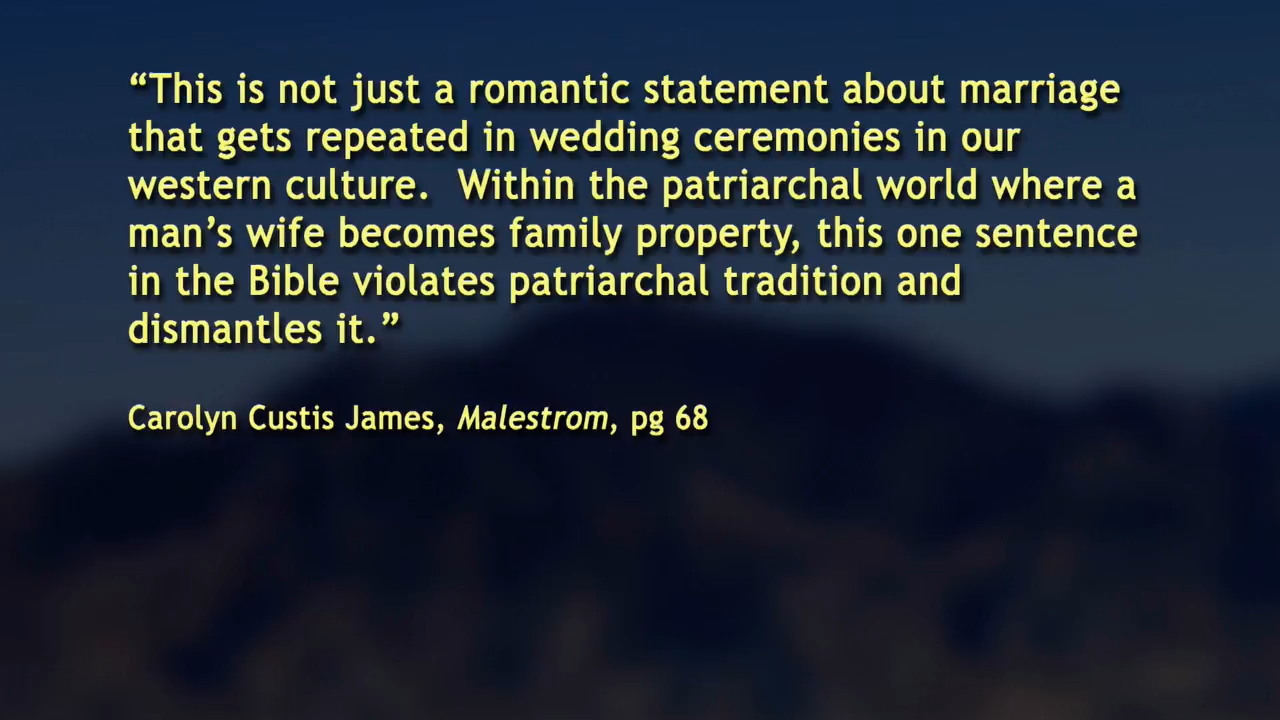 “This is not just a romantic statement about marriage
that gets repeated in wedding ceremonies in our
western culture.  Within the patriarchal world where a
man’s wife becomes family property, this one sentence
in the Bible violates patriarchal tradition and
dismantles it.”
Carolyn Custis James, Malestrom, pg 68